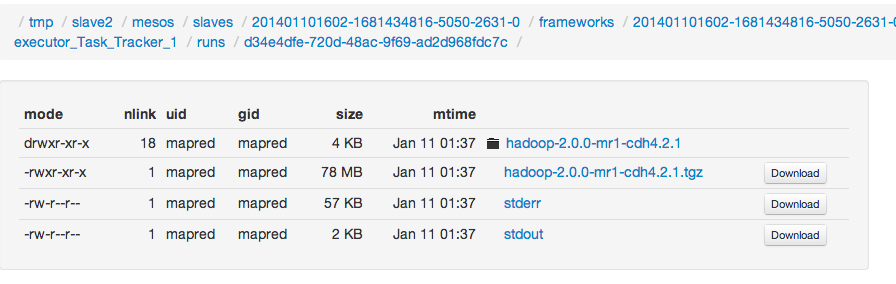 / tmp / slave2 / mesos / slaves / 201401101602-1681434816-5050-2631-0 / frameworks / 201401101602-1681434816-5050-2631-0
executor_Task_Tracker_1 / runs / d34e4dfe-720d-48ac-9f69-ad2d968fdc7c /
mode nlink uid gid size mtime
drwxr-xr-x 18 mapred mapred 4 KB Jan 11 01:37 hadoop-2.0.0-mr1-cdh4.2.1
-rwxr-xr-x 1 mapred mapred 78 MB Jan 11 01:37 hadoop-2.0.0-mr1-cdh4.2.1.tgz Download
-rw-r--r-- 1 mapred mapred 57 KB Jan 11 01:37 stderr Download
-rw-r--r-- 1 mapred mapred 2 KB Jan 11 01:37 stdout Download